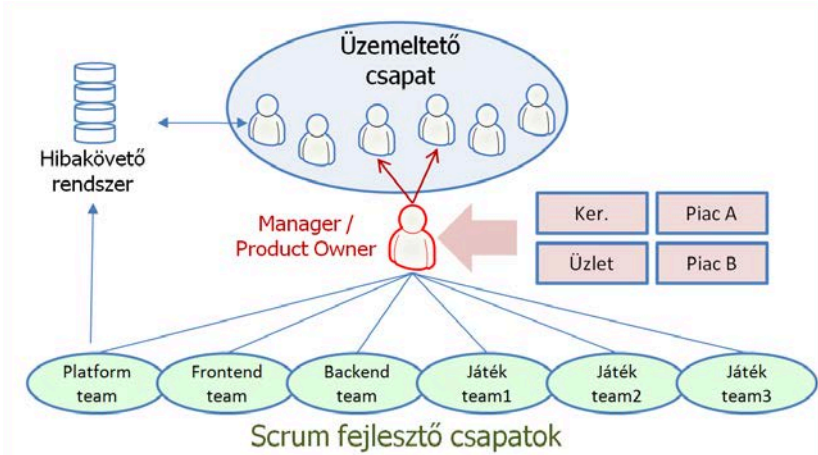 Üzemeltető
csapat
Hibakövető
rendszer
Manager /
Product Owner
Ker.
Piac A
Üzlet
Piac B
Platform
team
Frontend
team
Backend
team
Játék
team1
Játék
team2
Játék
team3
Scrum fejlesztő csapatok